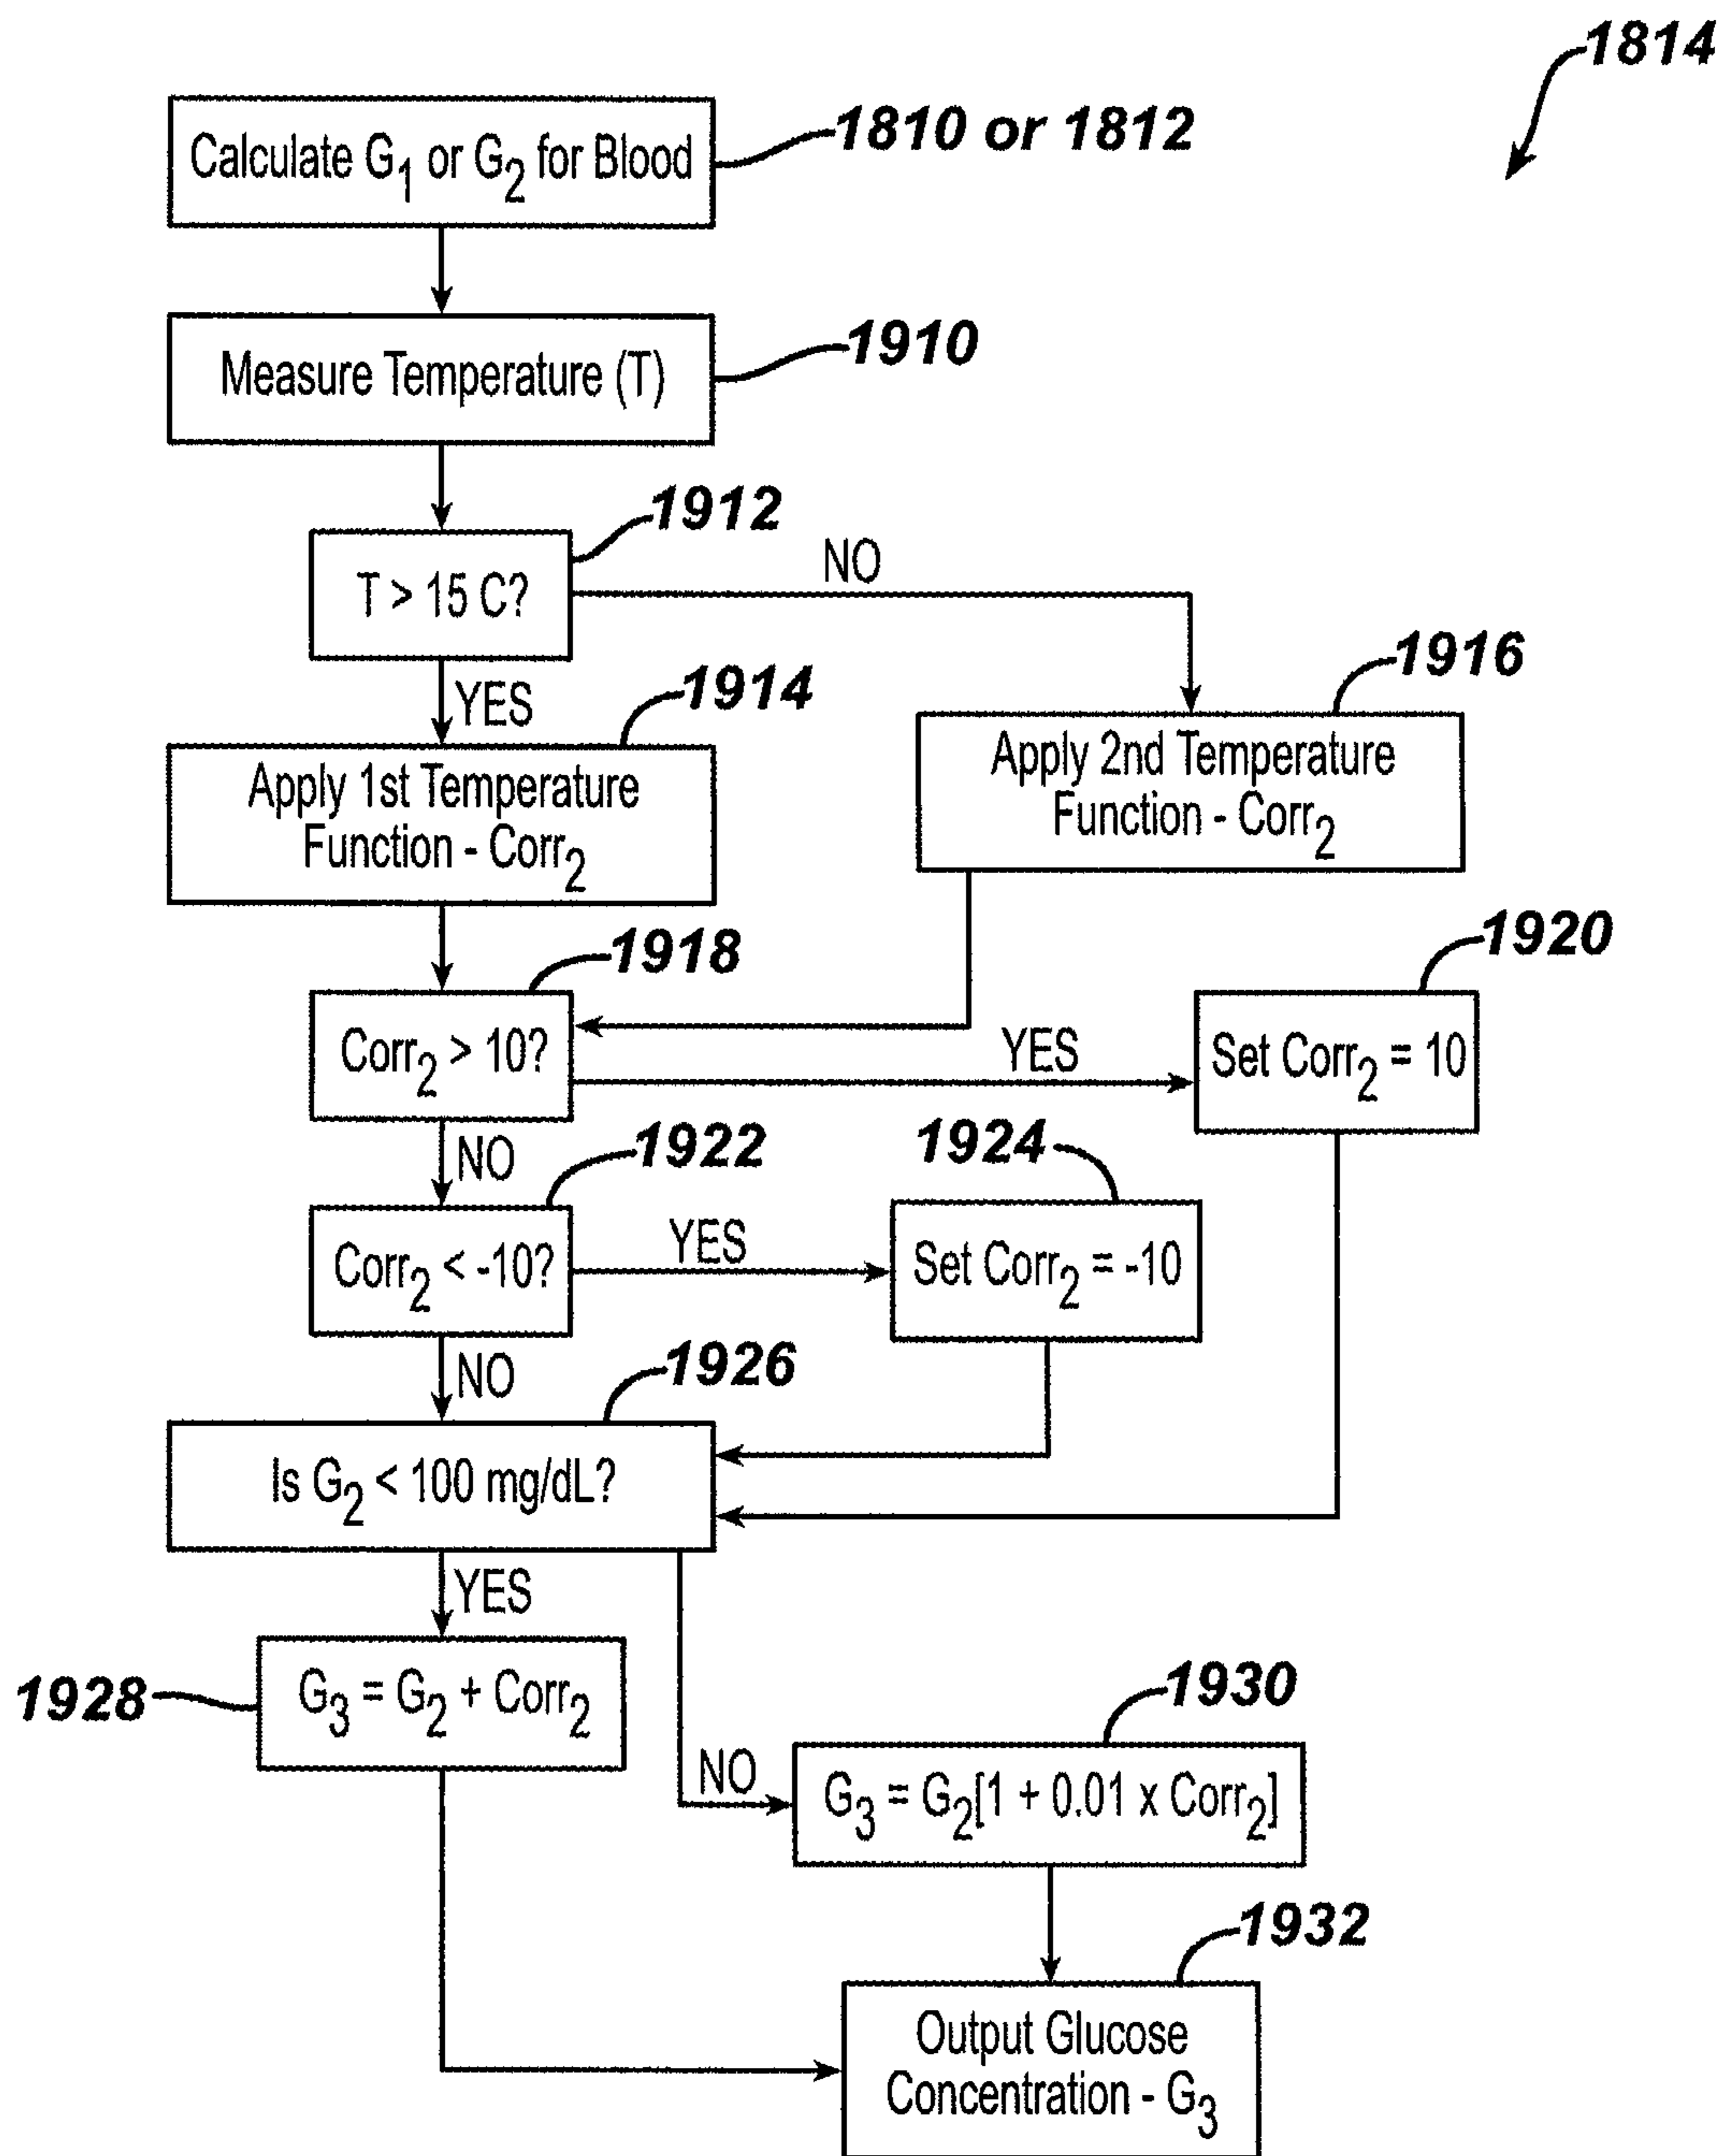 1814
Calculate G1 or G2 for Blood
1810 or 1812
Measure Temperature (T)
1910
1912
T > 15 C?
NO
YES
1914
1916
Apply 1st Temperature
Function - Corr2
Apply 2nd Temperature
Function - Corr2
1918
1920
Corr2 > 10?
YES
Set Corr2 = 10
NO
1922
1924
Corr2 < -10?
YES
Set Corr2 = -10
NO
1926
Is G2 < 100 mg/dL?
YES
1928
G3 = G2 + Corr2
NO
1930
G3 = G2[1 + 0.01 x Corr2]
1932
Output Glucose
Concentration - G3